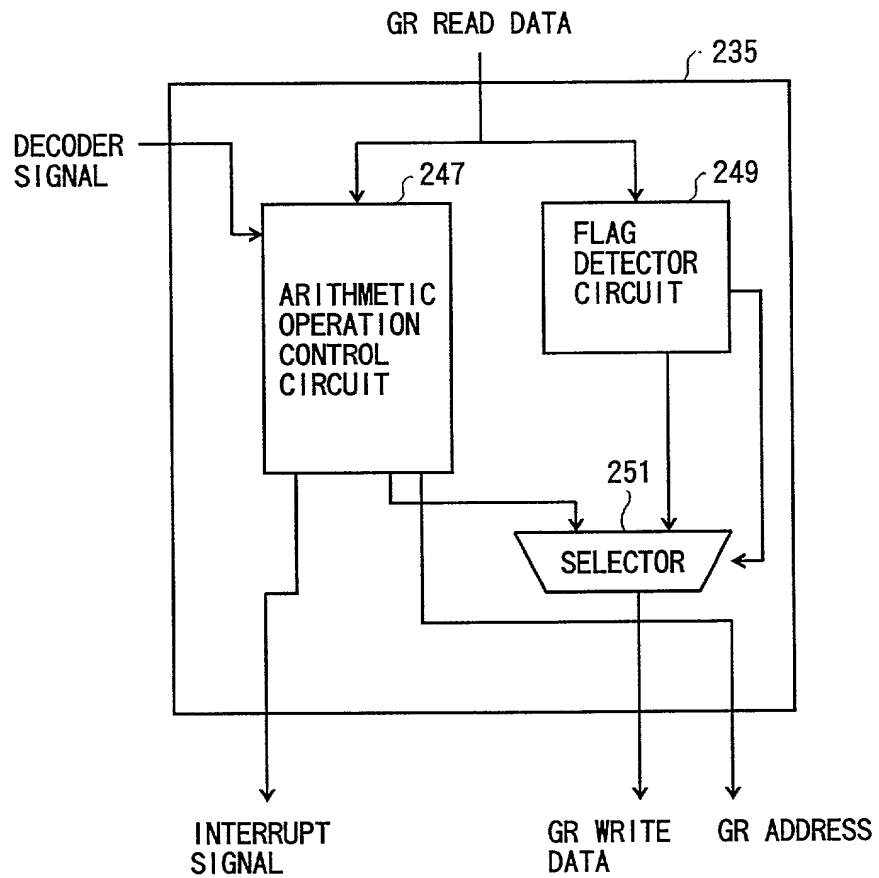 GR READ DATA
235
DECODER
SIGNAL
247
249
FLAG
DETECTOR
CIRCUIT
ARITHMETIC
OPERATION
CONTROL
CIRCUIT
251
SELECTOR
INTERRUPT
SIGNAL
GR WRITE
DATA
GR ADDRESS